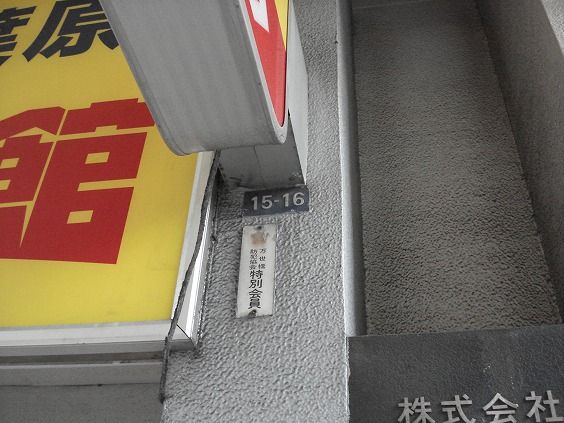 葉原
館
15-16
万世橋
防犯協会
特別会員
株式会社